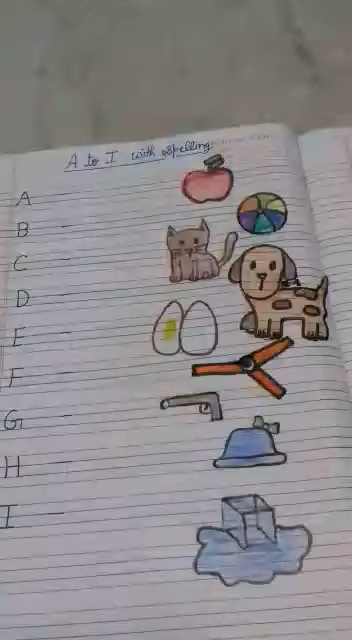 A to I with spelling
A —
B —
C —
D —
E —
F —
G —
H —
I —